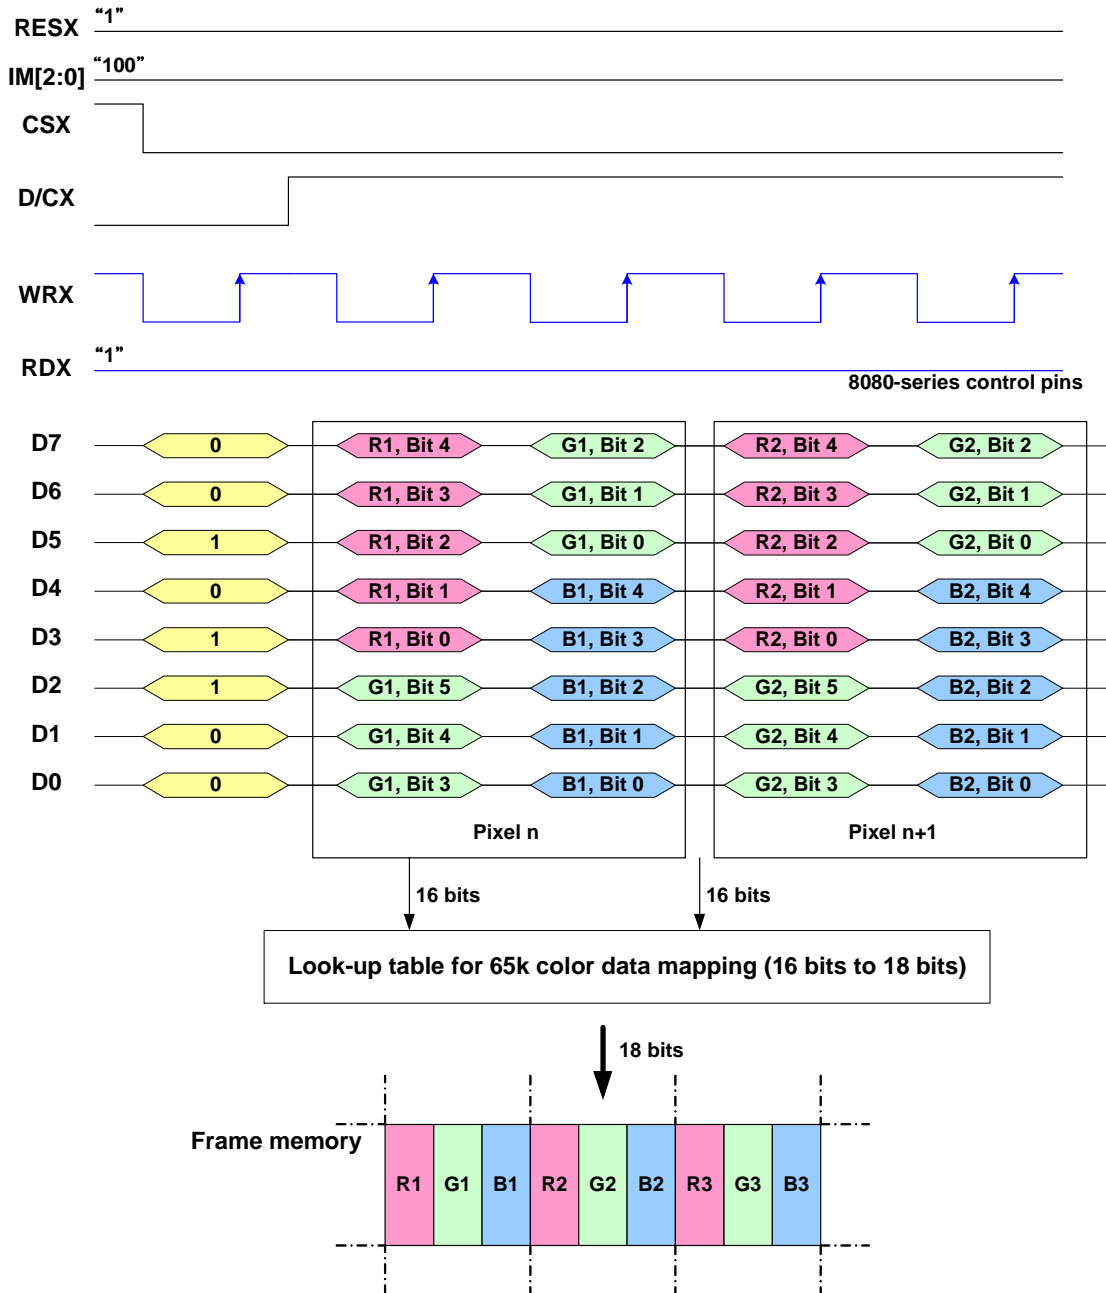 RESX “1”
IM[2:0] “100”
CSX
D/CX
WRX
RDX “1”
8080-series control pins
D7 0 R1, Bit 4 G1, Bit 2 R2, Bit 4 G2, Bit 2
D6 0 R1, Bit 3 G1, Bit 1 R2, Bit 3 G2, Bit 1
D5 1 R1, Bit 2 G1, Bit 0 R2, Bit 2 G2, Bit 0
D4 0 R1, Bit 1 B1, Bit 4 R2, Bit 1 B2, Bit 4
D3 1 R1, Bit 0 B1, Bit 3 R2, Bit 0 B2, Bit 3
D2 1 G1, Bit 5 B1, Bit 2 G2, Bit 5 B2, Bit 2
D1 0 G1, Bit 4 B1, Bit 1 G2, Bit 4 B2, Bit 1
D0 0 G1, Bit 3 B1, Bit 0 G2, Bit 3 B2, Bit 0
Pixel n Pixel n+1
16 bits 16 bits
Look-up table for 65k color data mapping (16 bits to 18 bits)
18 bits
Frame memory
R1 G1 B1 R2 G2 B2 R3 G3 B3